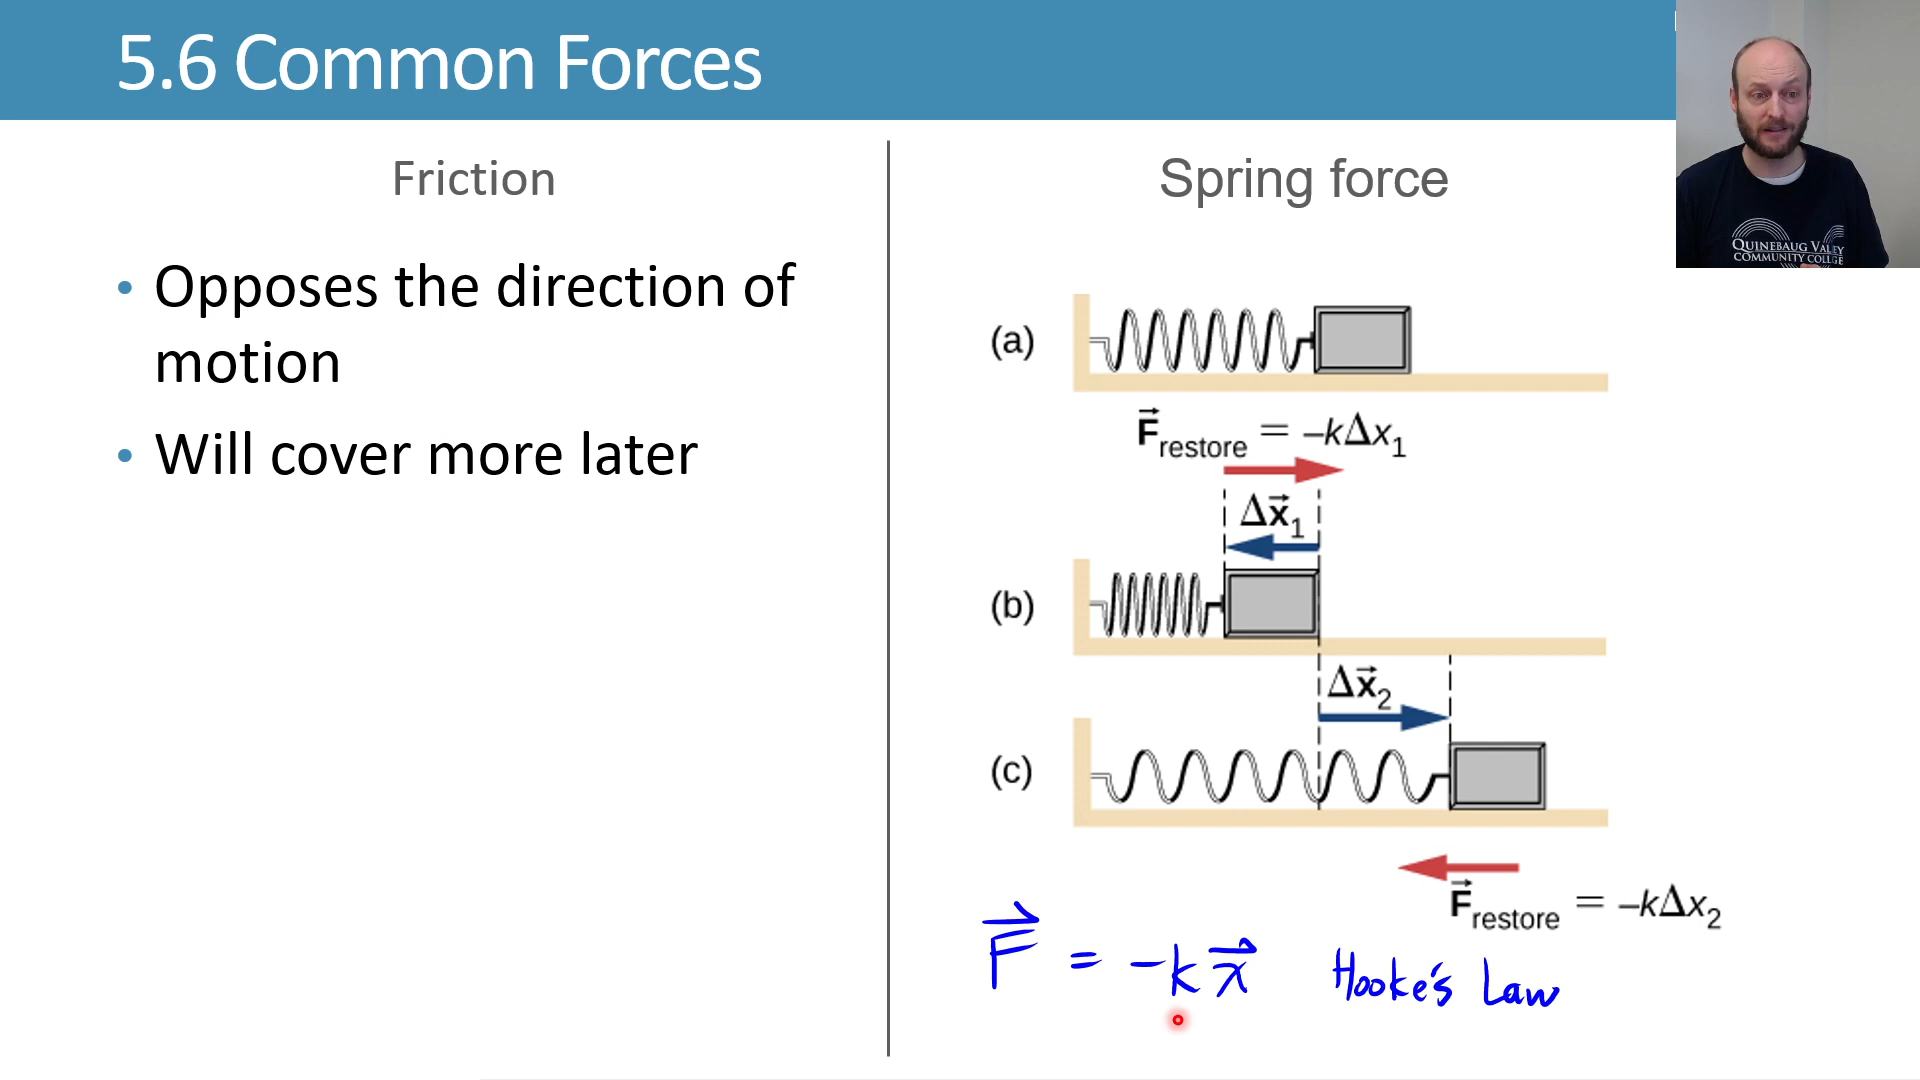 5.6 Common Forces
Friction
• Opposes the direction of
motion
• Will cover more later
Spring force
(a)
F⃗restore = –kΔx1
Δx⃗1
(b)
Δx⃗2
(c)
F⃗restore = –kΔx2
F⃗ = -kx⃗ Hooke's Law
QUINEBAUG VALLEY
COMMUNITY COLLEGE